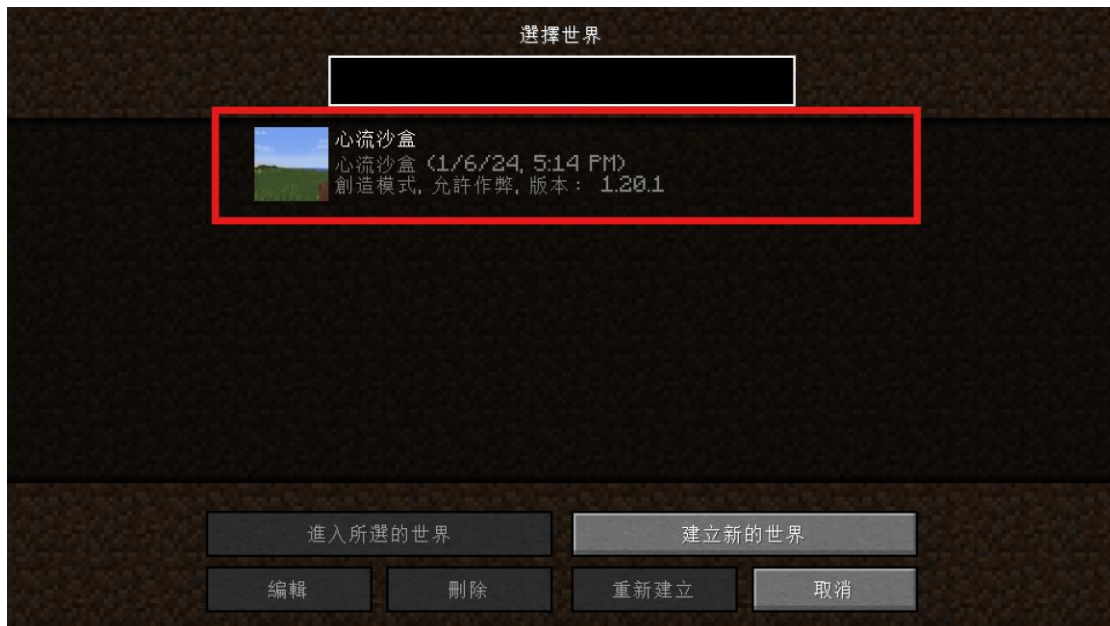 選擇世界
心流沙盒
心流沙盒 (1/6/24, 5:14 PM)
創造模式, 允許作弊, 版本： 1.20.1
進入所選的世界
建立新的世界
編輯
刪除
重新建立
取消